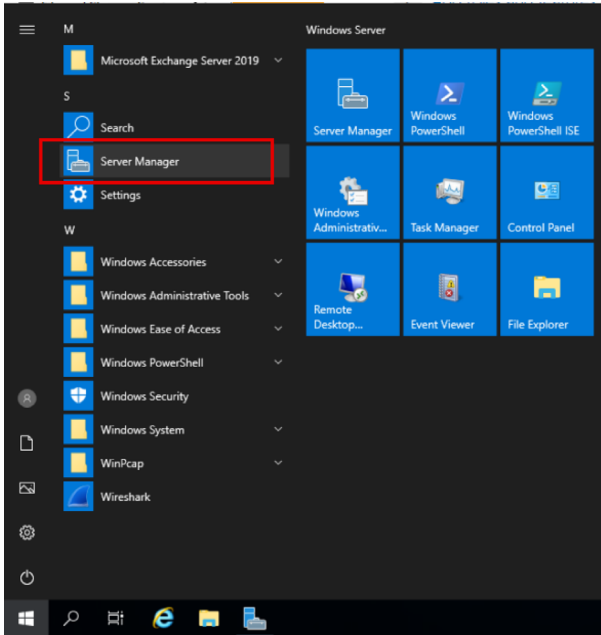 M
Microsoft Exchange Server 2019
S
Search
Server Manager
Settings
W
Windows Accessories
Windows Administrative Tools
Windows Ease of Access
Windows PowerShell
Windows Security
Windows System
WinPcap
Wireshark
Windows Server
Server Manager
Windows
PowerShell
Windows
PowerShell ISE
Windows
Administrativ...
Task Manager
Control Panel
Remote
Desktop...
Event Viewer
File Explorer